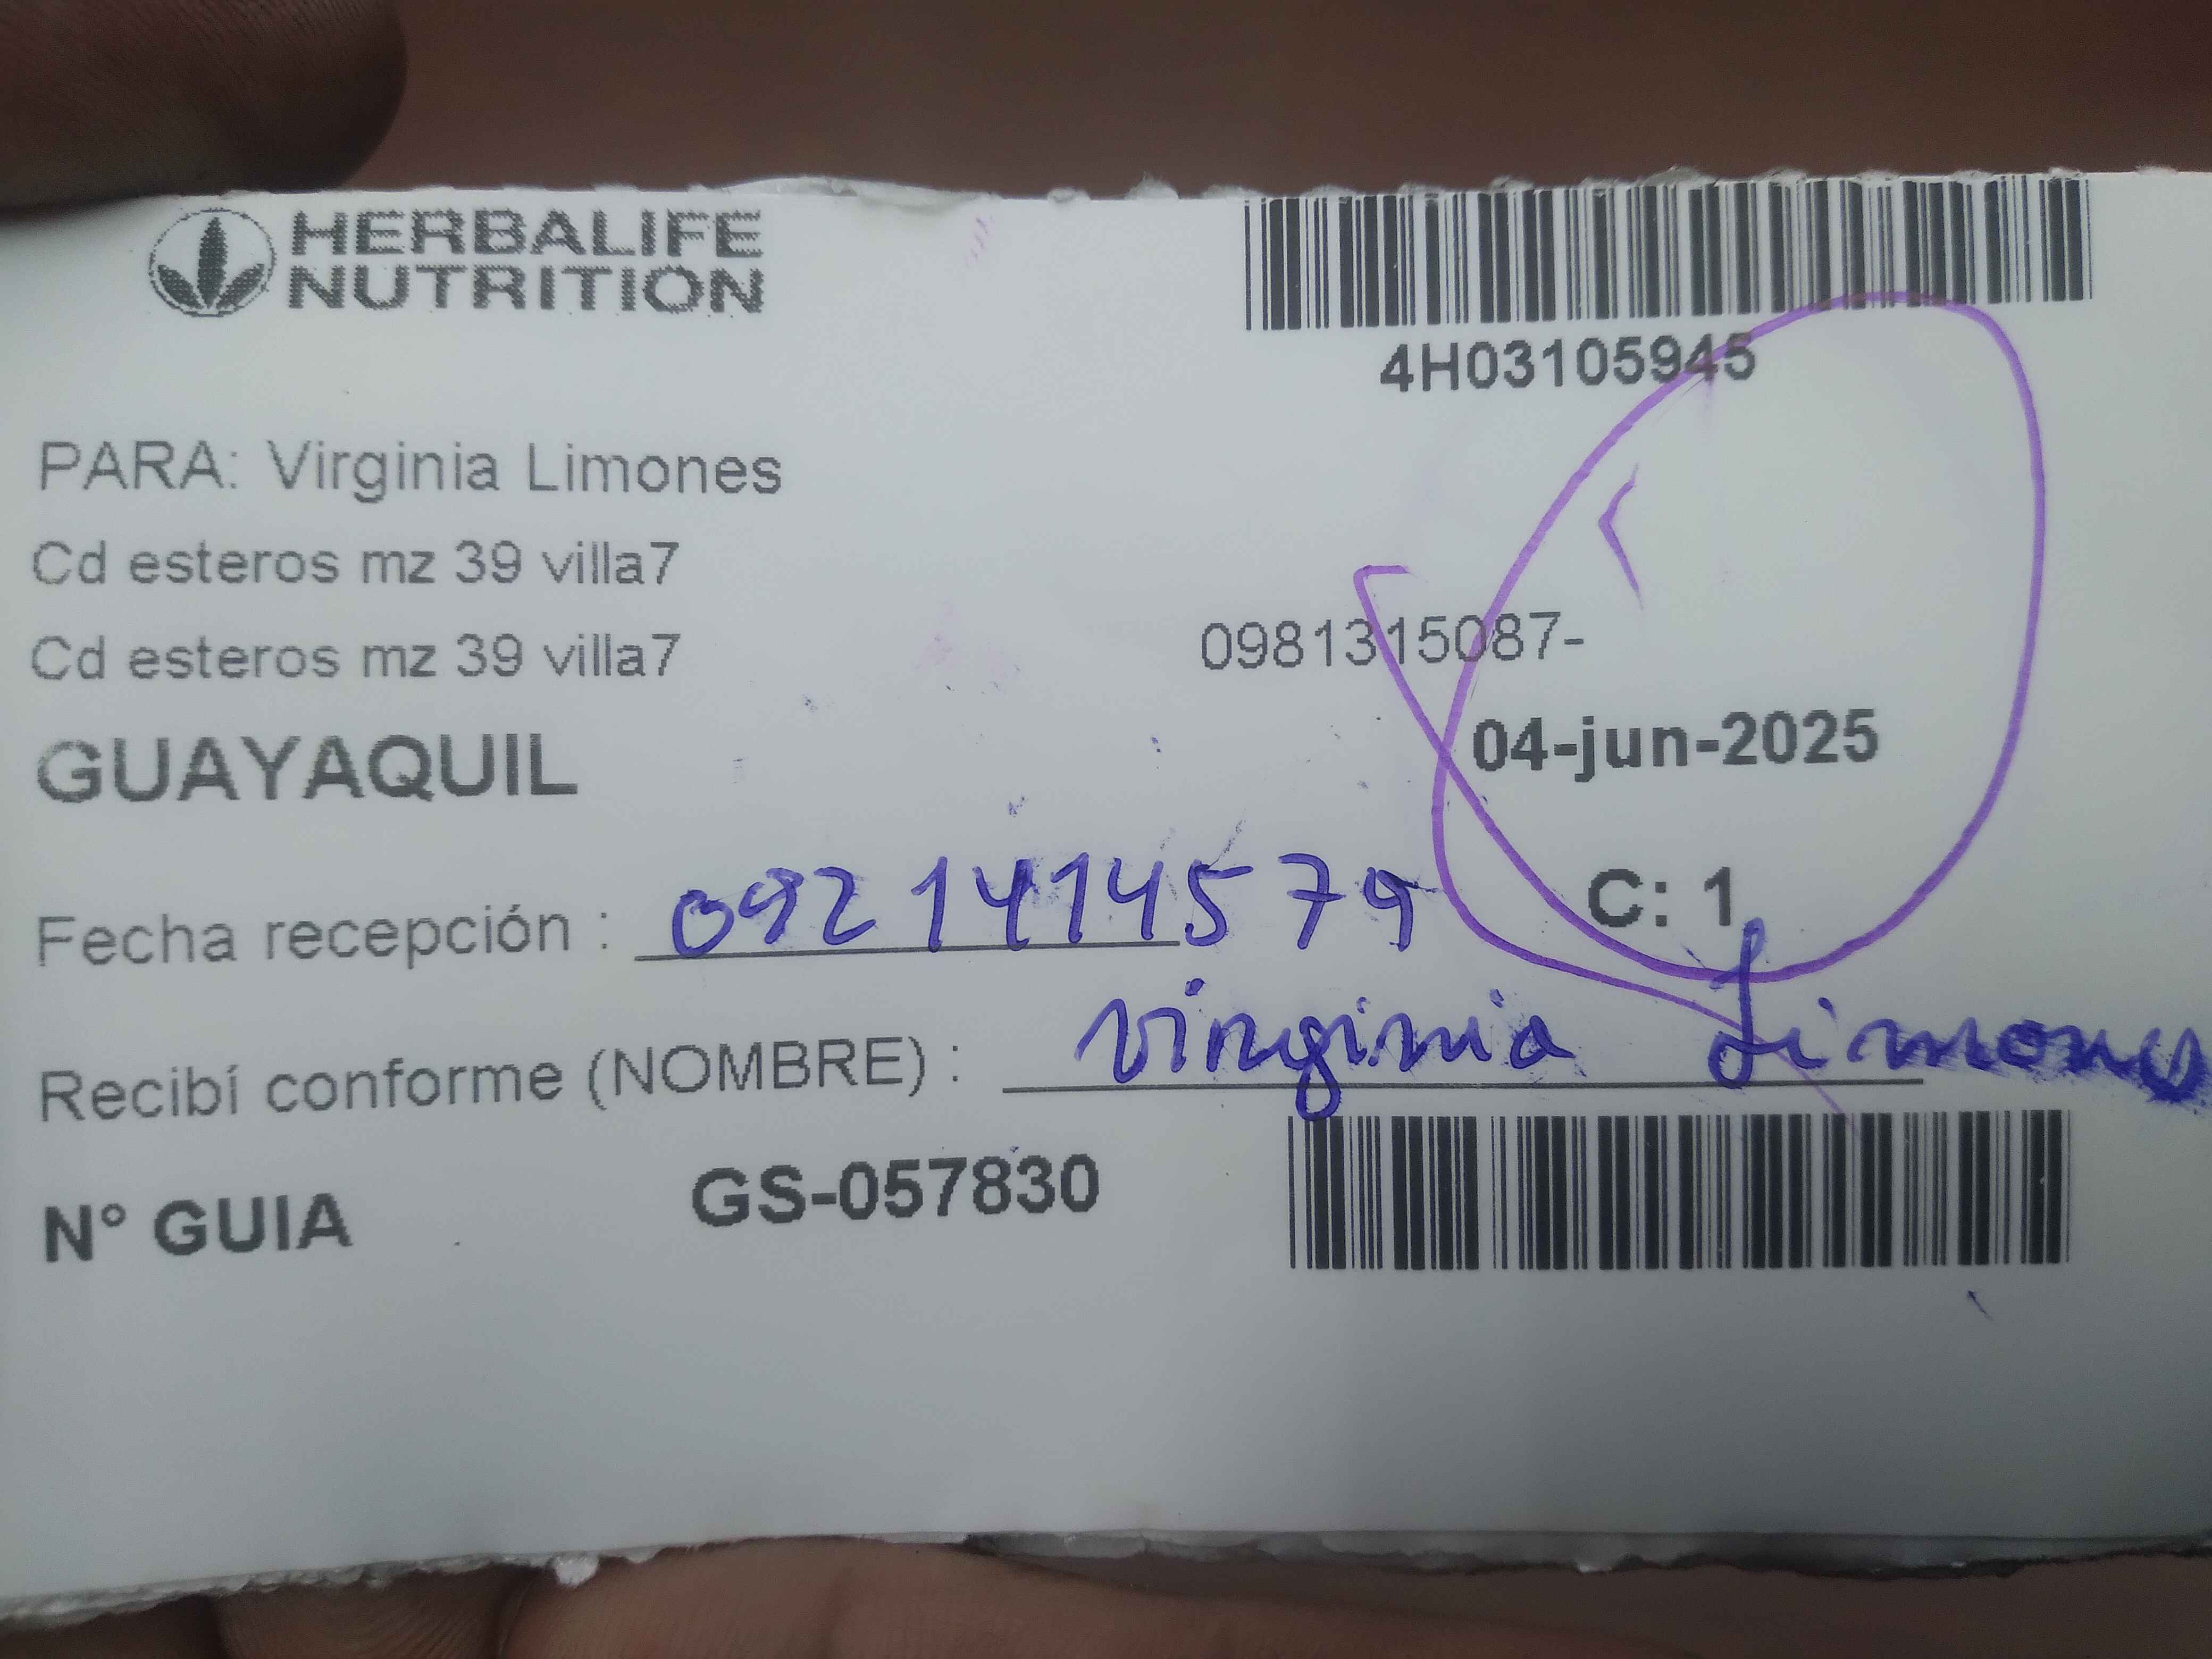 HERBALIFE
NUTRITION
4H03105945
PARA: Virginia Limones
Cd esteros mz 39 villa7
Cd esteros mz 39 villa7
0981315087-
GUAYAQUIL
04-jun-2025
C: 1
Fecha recepción : 0921414579
Recibí conforme (NOMBRE) : Virginia Limones
N° GUIA GS-057830